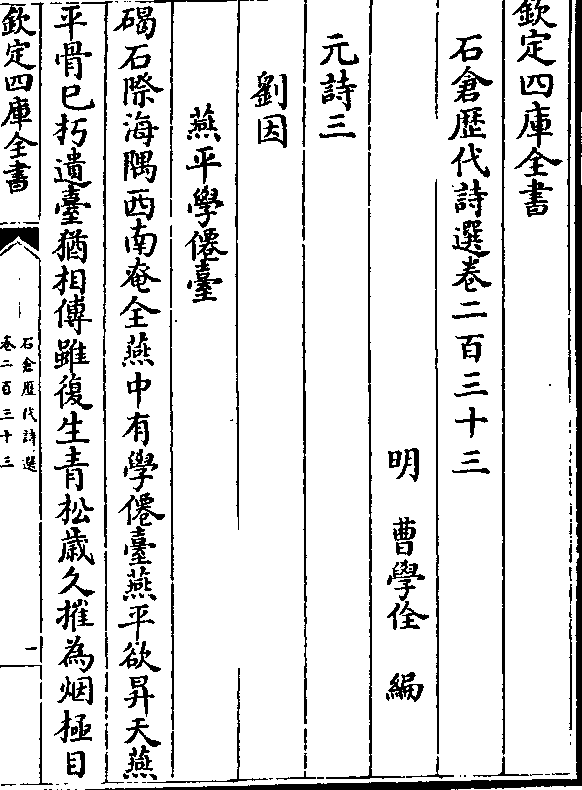 欽定四庫全書
石倉歴代詩選卷二百三十三
明　曹學佺　編
元詩三
劉因
燕平學僊臺
碣石際海隅西南奄全燕中有學僊臺燕平欲昇天燕
平骨已朽遺臺猶相傳雖復生青松歲久摧為烟極目
欽定四庫全書
石倉歷代詩選
卷二百三十三
一